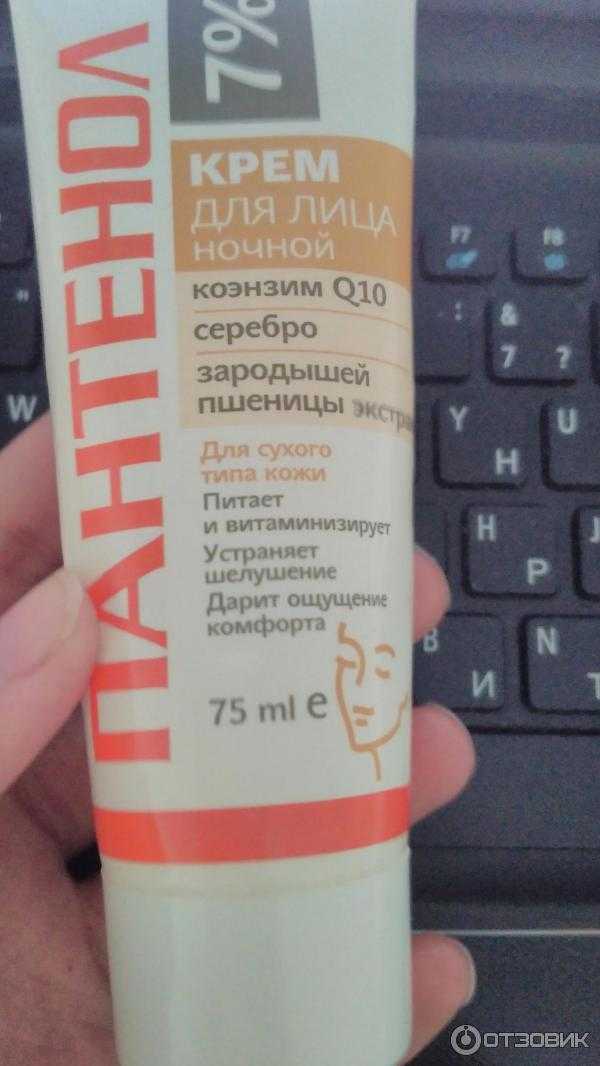 ПАНТЕНОЛ
7%
КРЕМ
ДЛЯ ЛИЦА
НОЧНОЙ
коэнзим Q10
серебро
зародышей
пшеницы экстра
Для сухого
типа кожи
Питает
и витаминизирует
Устраняет
шелушение
Дарит ощущение
комфорта
75 ml e
F7
F8
"
:
&
7 ?
W
Y
Н
U
H
Р
J
B
И
N
Т
ОТЗОВИК